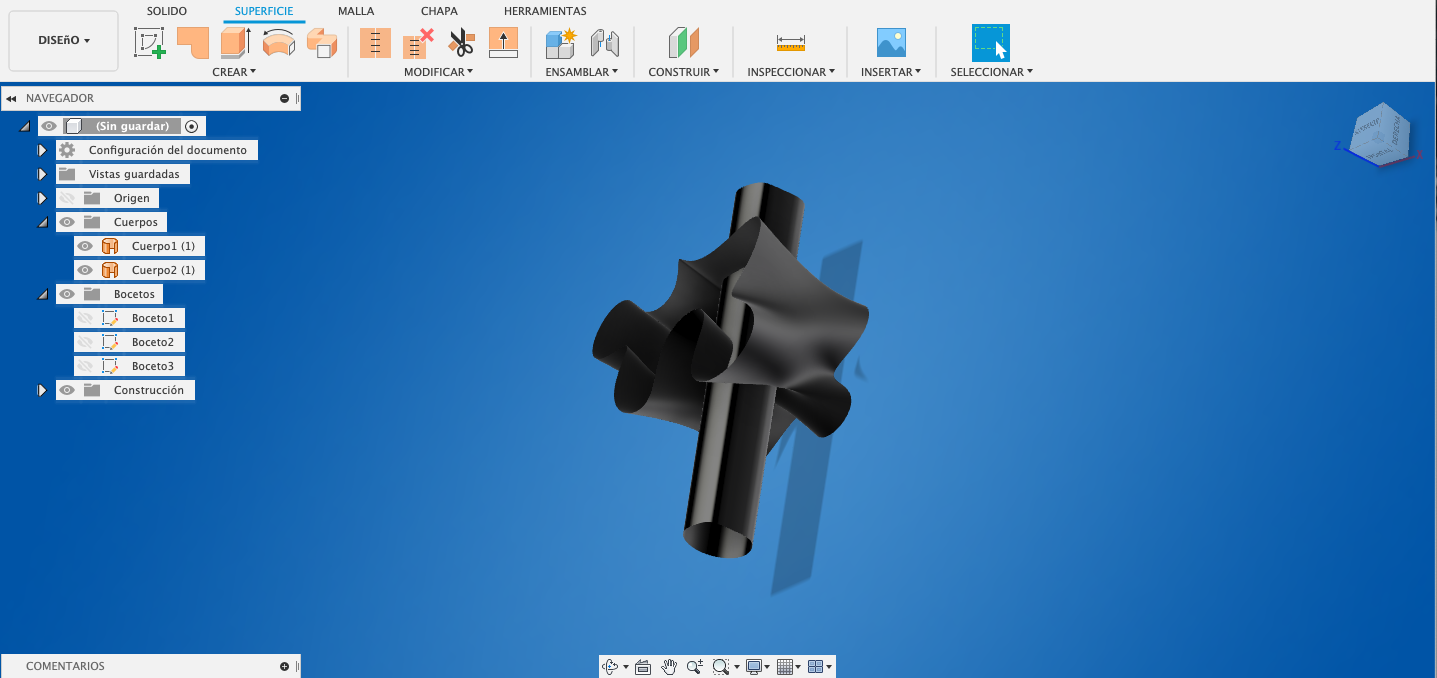 SOLIDO SUPERFICIE MALLA CHAPA HERRAMIENTAS
DISEñO
CREAR MODIFICAR ENSAMBLAR CONSTRUIR INSPECCIONAR INSERTAR SELECCIONAR
NAVEGADOR
(Sin guardar)
Configuración del documento
Vistas guardadas
Origen
Cuerpos
Cuerpo1 (1)
Cuerpo2 (1)
Bocetos
Boceto1
Boceto2
Boceto3
Construcción
Z
X
COMENTARIOS